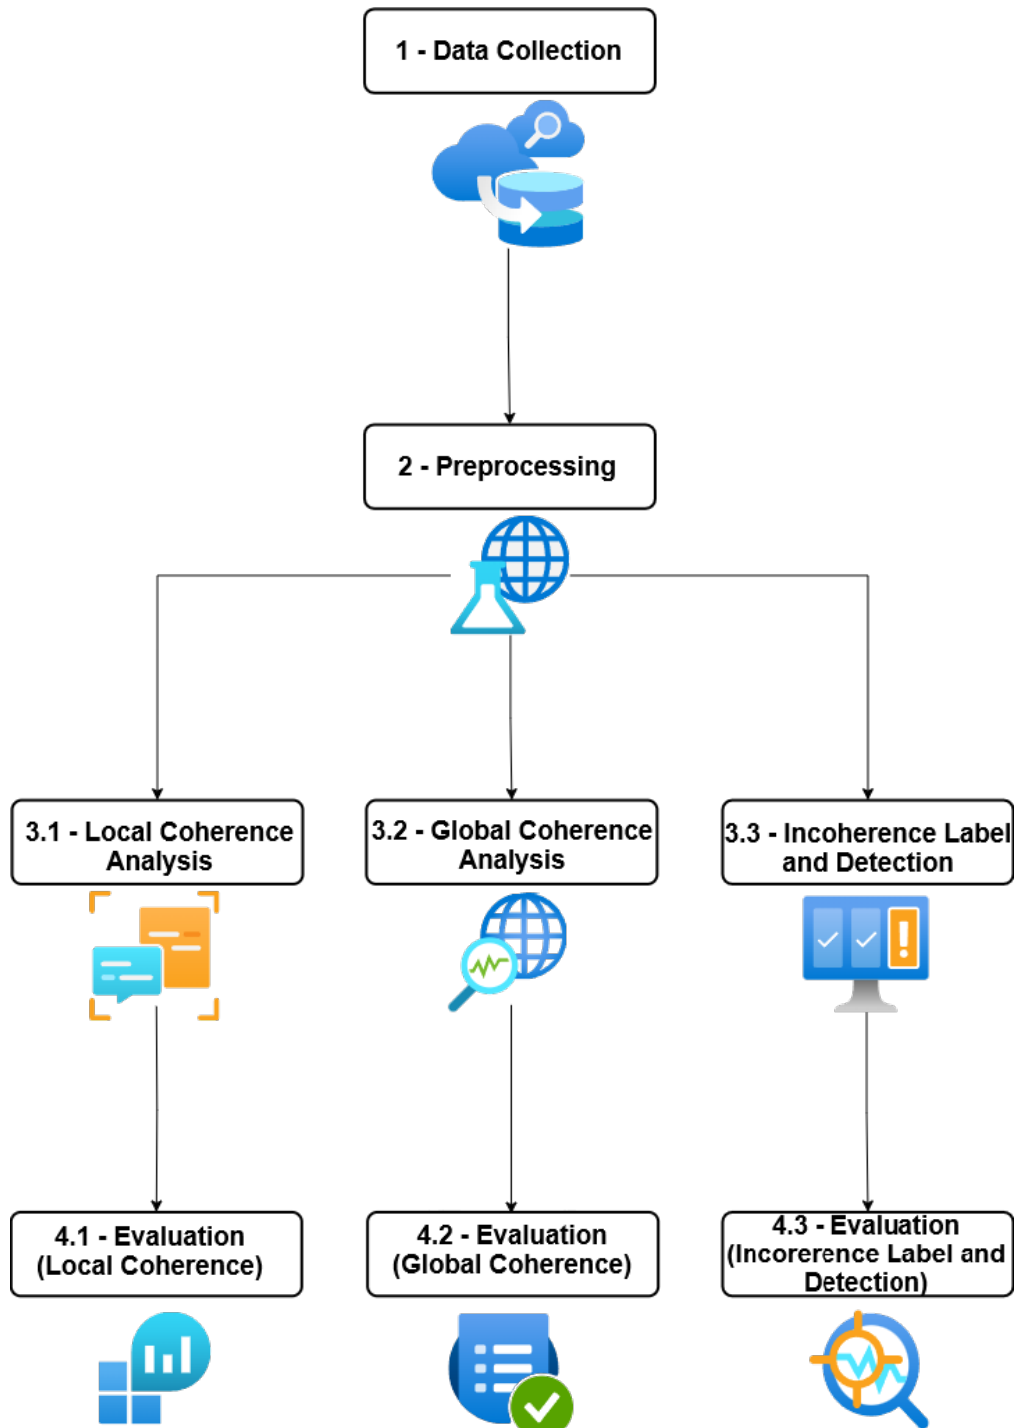 1 - Data Collection
2 - Preprocessing
3.1 - Local Coherence
Analysis
3.2 - Global Coherence
Analysis
3.3 - Incoherence Label
and Detection
4.1 - Evaluation
(Local Coherence)
4.2 - Evaluation
(Global Coherence)
4.3 - Evaluation
(Incorerence Label and
Detection)